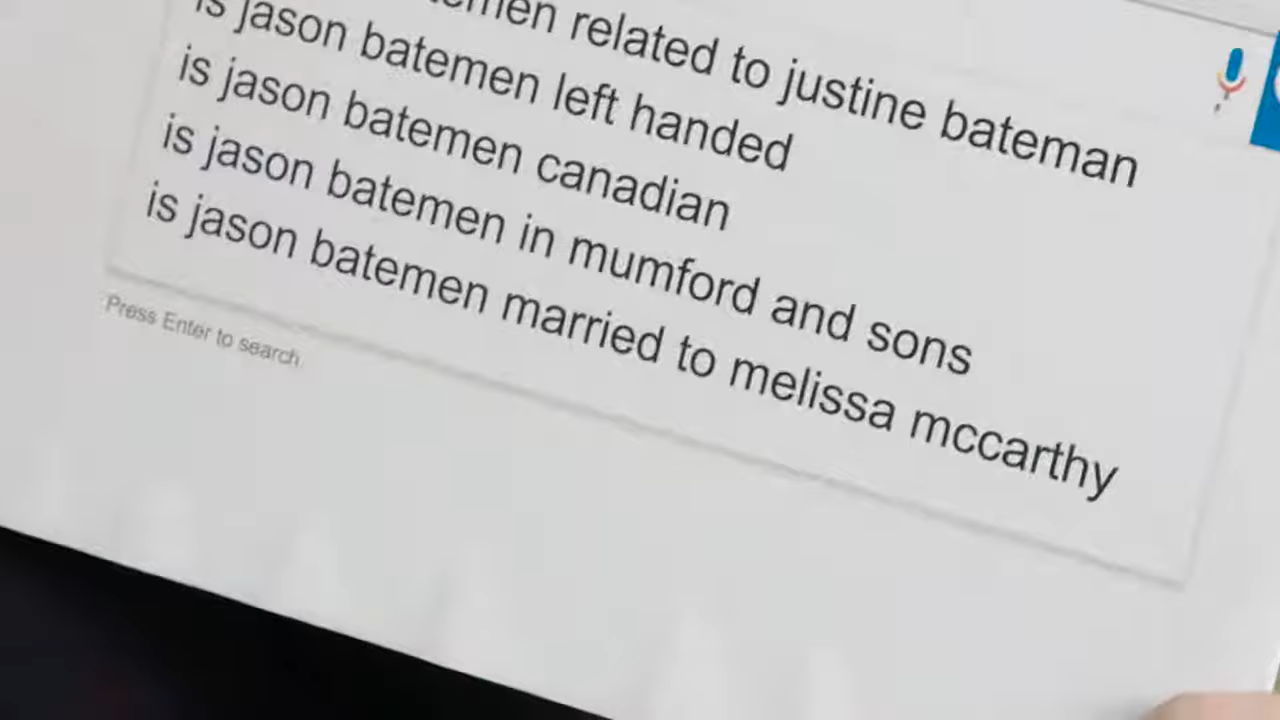 related to justine bateman
is jason batemen left handed
is jason batemen canadian
is jason batemen in mumford and sons
is jason batemen married to melissa mccarthy
Press Enter to search.